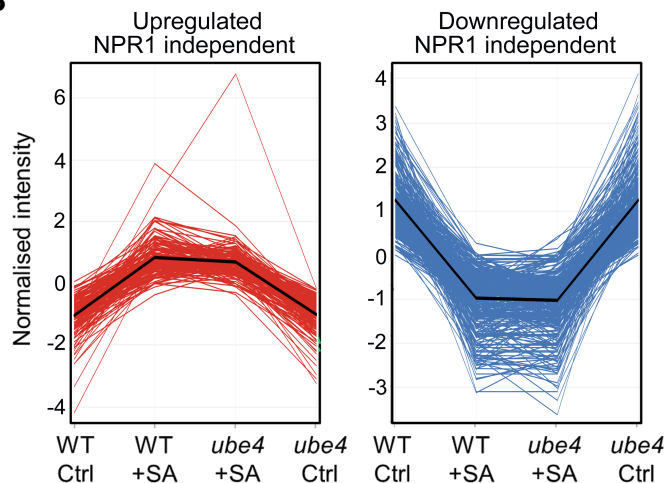 Upregulated
NPR1 independent
Downregulated
NPR1 independent
Normalised intensity
6
4
2
0
-2
-4
4
3
2
1
0
-1
-2
-3
WT
Ctrl
WT
+SA
ube4
+SA
ube4
Ctrl
WT
Ctrl
WT
+SA
ube4
+SA
ube4
Ctrl